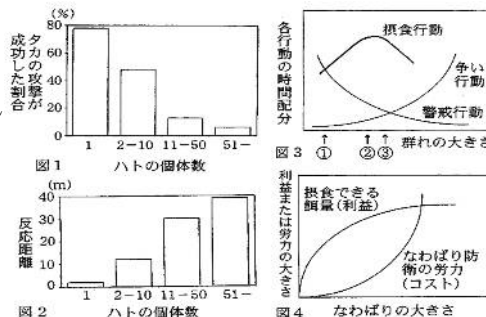 (%)
80
60
40
20
0
タカの攻撃が
成功した割合
1 2-10 11-50 51-
図1 ハトの個体数
(m)
40
30
20
10
0
反応距離
1 2-10 11-50 51-
図2 ハトの個体数
各行動の時間配分
摂食行動
争い
行動
警戒行動
① ② ③
図3 群れの大きさ
利益または労力の大きさ
摂食できる
餌量(利益)
なわばり防
衛の労力
(コスト)
図4 なわばりの大きさ